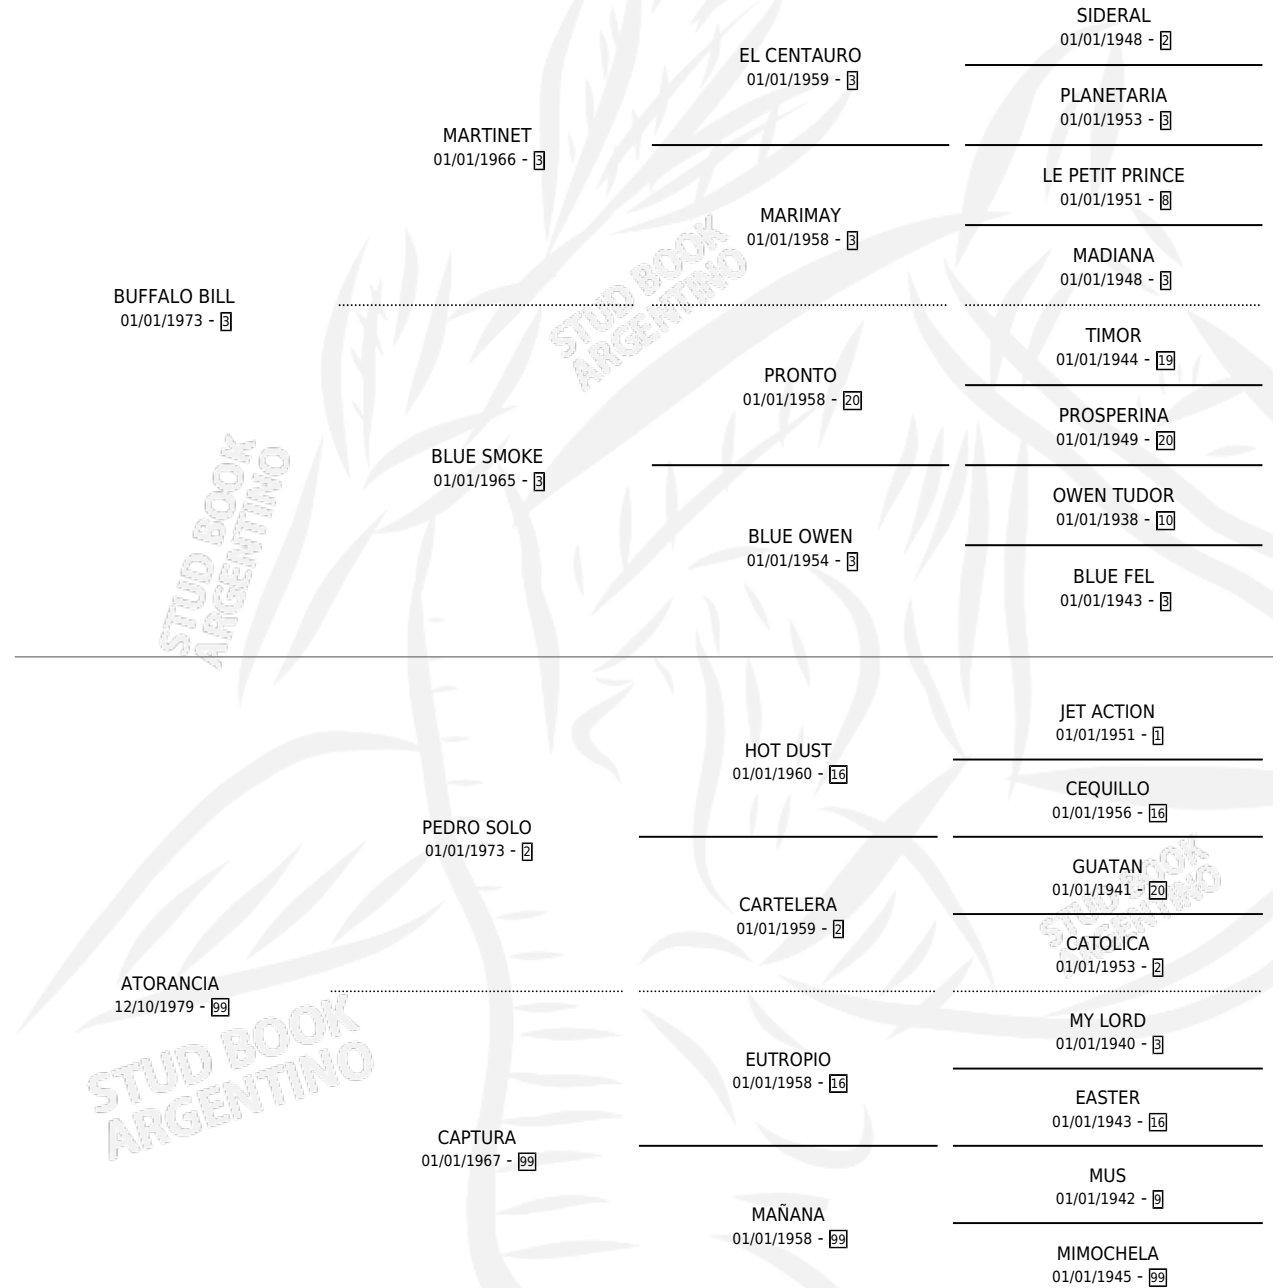 SIDERAL
01/01/1948 - 2
EL CENTAURO
01/01/1959 - 3
PLANETARIA
01/01/1953 - 3
MARTINET
01/01/1966 - 3
LE PETIT PRINCE
01/01/1951 - 8
MARIMAY
01/01/1958 - 3
MADIANA
01/01/1948 - 3
BUFFALO BILL
01/01/1973 - 3
STUD BOOK
ARGENTINO
TIMOR
01/01/1944 - 19
PRONTO
01/01/1958 - 20
PROSPERINA
01/01/1949 - 20
BLUE SMOKE
01/01/1965 - 3
OWEN TUDOR
01/01/1938 - 10
BLUE OWEN
01/01/1954 - 3
BLUE FEL
01/01/1943 - 3
STUD BOOK
ARGENTINO
JET ACTION
01/01/1951 - 1
HOT DUST
01/01/1960 - 16
CEQUILLO
01/01/1956 - 16
PEDRO SOLO
01/01/1973 - 2
GUATAN
01/01/1941 - 20
CARTELERA
01/01/1959 - 2
STUD BOOK
ARGENTINO
CATOLICA
01/01/1953 - 2
ATORANCIA
12/10/1979 - 99
MY LORD
01/01/1940 - 3
STUD BOOK
ARGENTINO
EUTROPIO
01/01/1958 - 16
EASTER
01/01/1943 - 16
CAPTURA
01/01/1967 - 99
MUS
01/01/1942 - 9
MAÑANA
01/01/1958 - 99
MIMOCHELA
01/01/1945 - 99